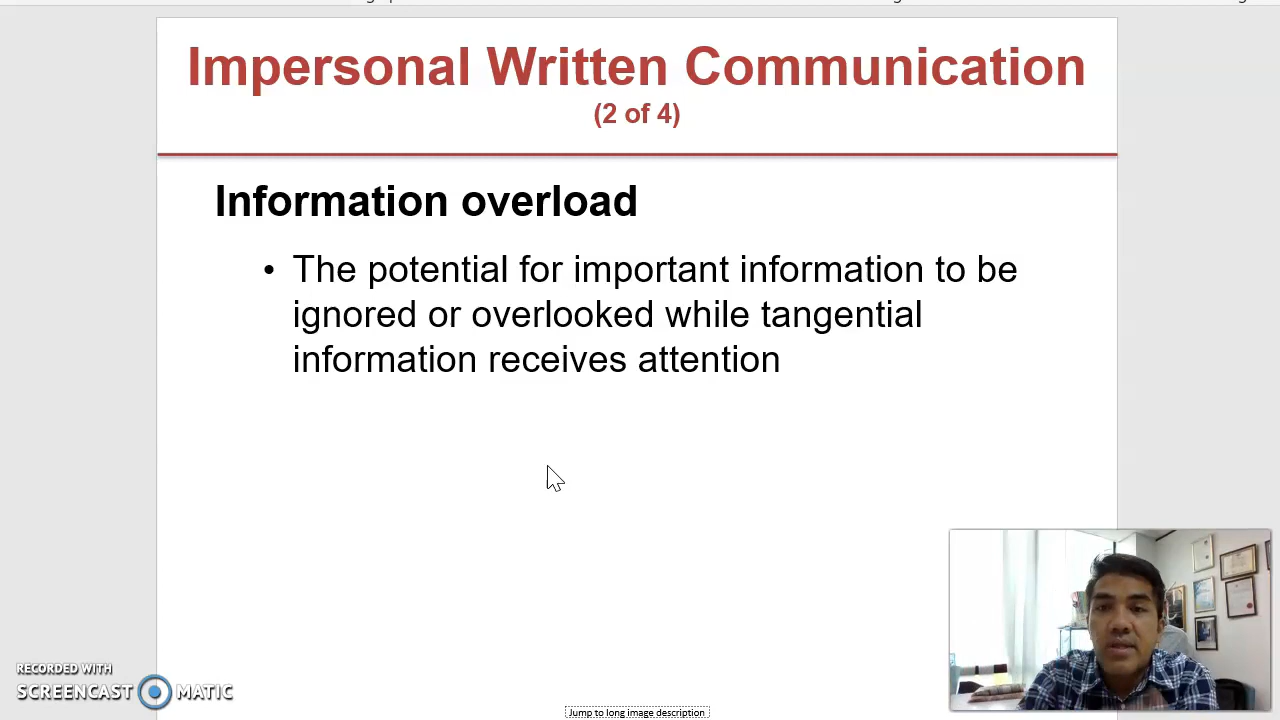 Impersonal Written Communication
(2 of 4)
Information overload
• The potential for important information to be
ignored or overlooked while tangential
information receives attention
RECORDED WITH
SCREENCAST MATIC
Jump to long image description